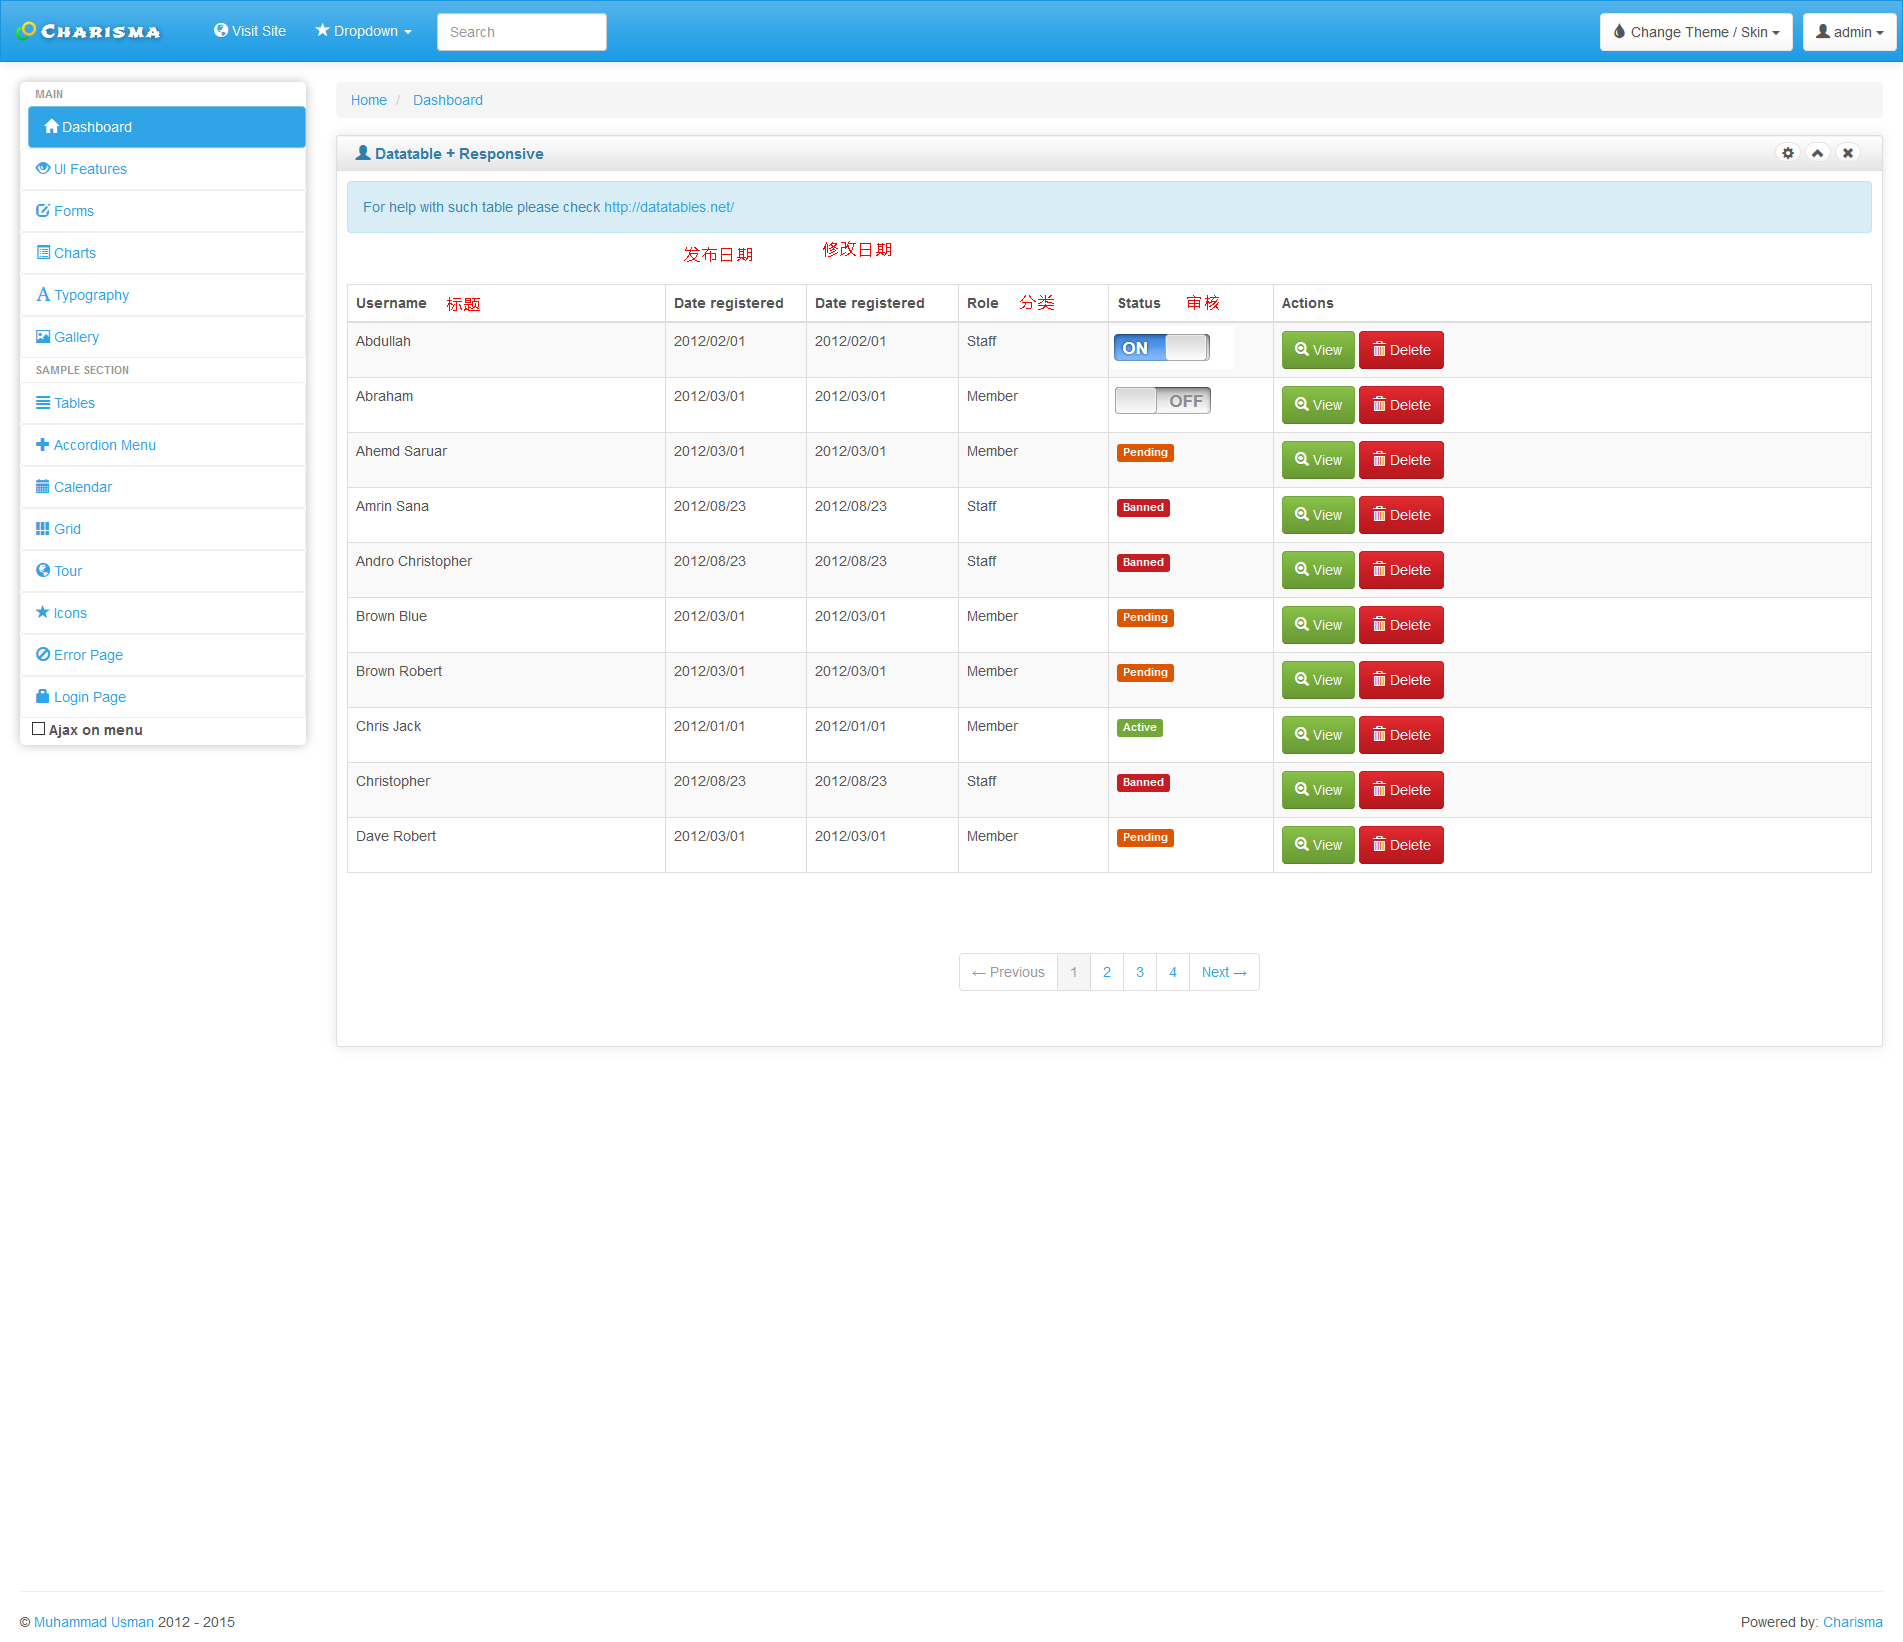 CHARISMA Visit Site Dropdown Search Change Theme / Skin admin
MAIN
Dashboard
UI Features
Forms
Charts
Typography
Gallery
SAMPLE SECTION
Tables
Accordion Menu
Calendar
Grid
Tour
Icons
Error Page
Login Page
Ajax on menu
Home / Dashboard
Datatable + Responsive
For help with such table please check http://datatables.net/
发布日期 修改日期
Username 标题 Date registered Date registered Role 分类 Status 审核 Actions
Abdullah 2012/02/01 2012/02/01 Staff ON View Delete
Abraham 2012/03/01 2012/03/01 Member OFF View Delete
Ahemd Saruar 2012/03/01 2012/03/01 Member Pending View Delete
Amrin Sana 2012/08/23 2012/08/23 Staff Banned View Delete
Andro Christopher 2012/08/23 2012/08/23 Staff Banned View Delete
Brown Blue 2012/03/01 2012/03/01 Member Pending View Delete
Brown Robert 2012/03/01 2012/03/01 Member Pending View Delete
Chris Jack 2012/01/01 2012/01/01 Member Active View Delete
Christopher 2012/08/23 2012/08/23 Staff Banned View Delete
Dave Robert 2012/03/01 2012/03/01 Member Pending View Delete
← Previous 1 2 3 4 Next →
© Muhammad Usman 2012 - 2015 Powered by: Charisma